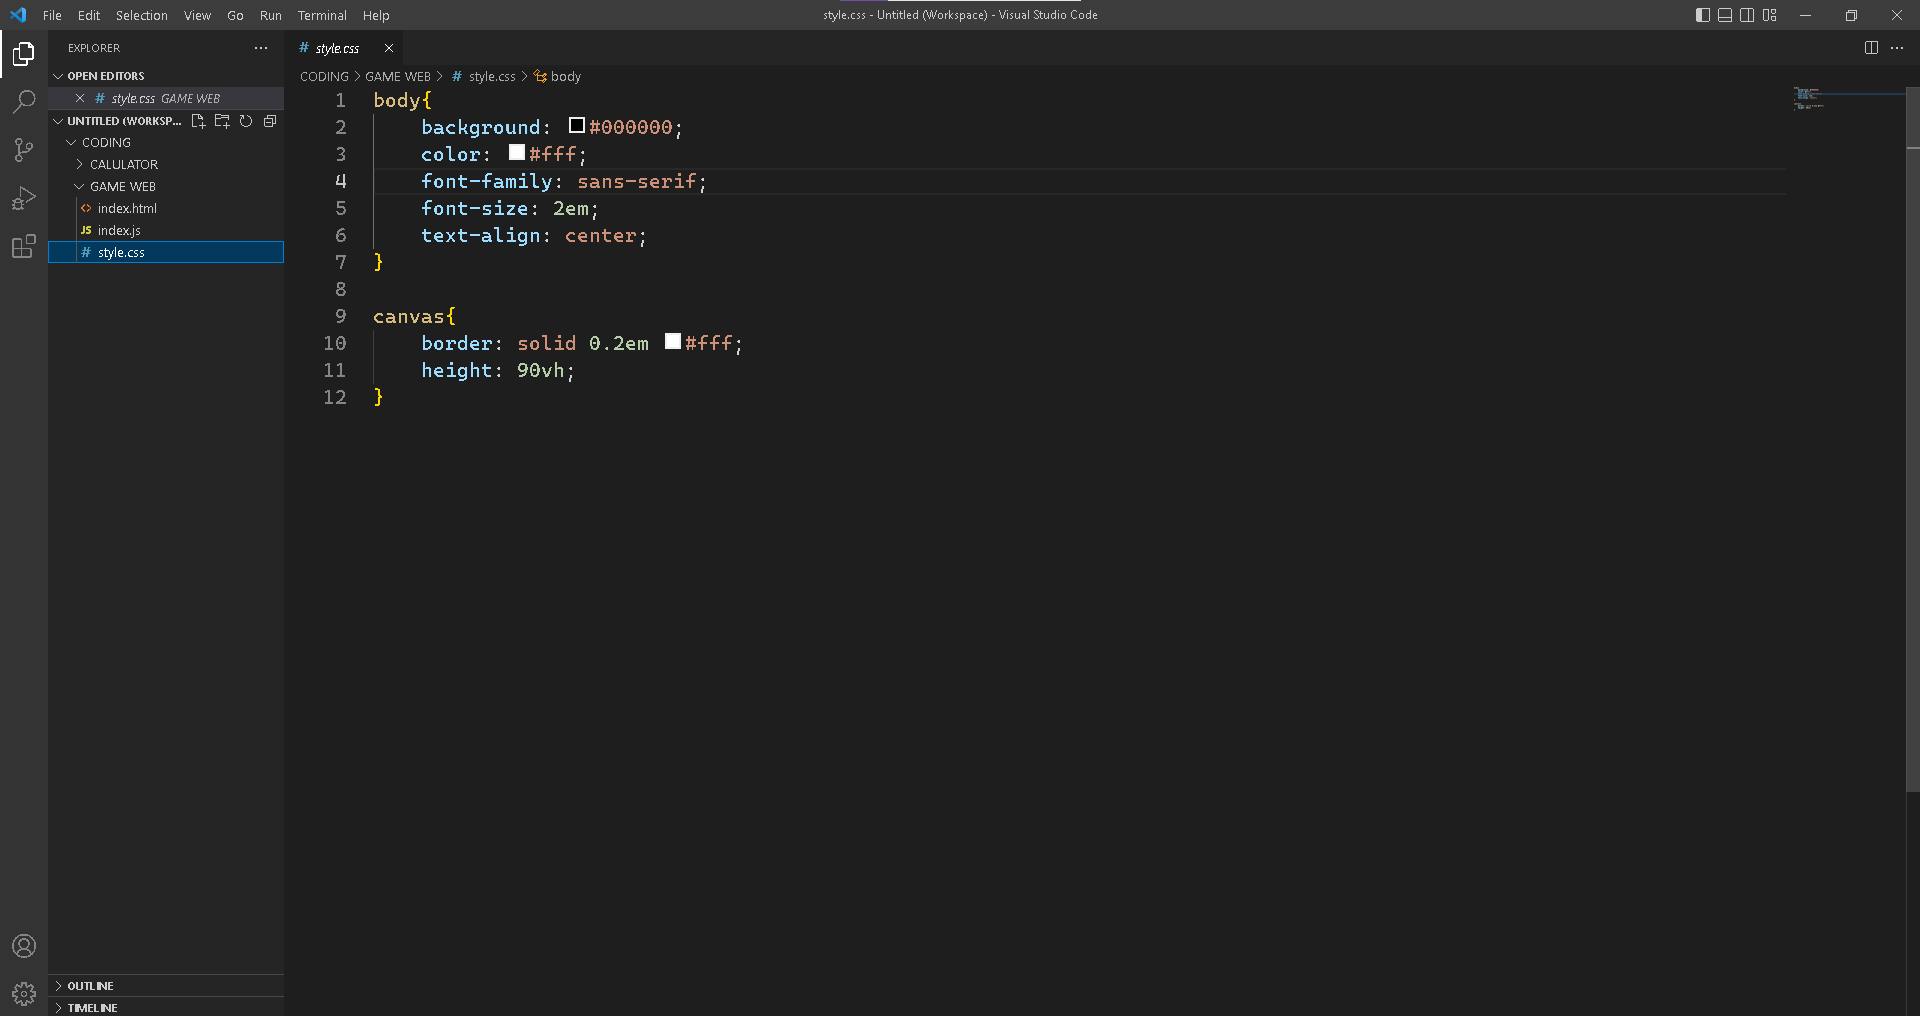 File Edit Selection View Go Run Terminal Help
style.css - Untitled (Workspace) - Visual Studio Code
EXPLORER
OPEN EDITORS
# style.css GAME WEB
UNTITLED (WORKSP...
CODING
CALULATOR
GAME WEB
<> index.html
JS index.js
# style.css
OUTLINE
TIMELINE
# style.css
CODING > GAME WEB > # style.css > body
1 body{
2     background: #000000;
3     color: #fff;
4     font-family: sans-serif;
5     font-size: 2em;
6     text-align: center;
7 }
8
9 canvas{
10     border: solid 0.2em #fff;
11     height: 90vh;
12 }